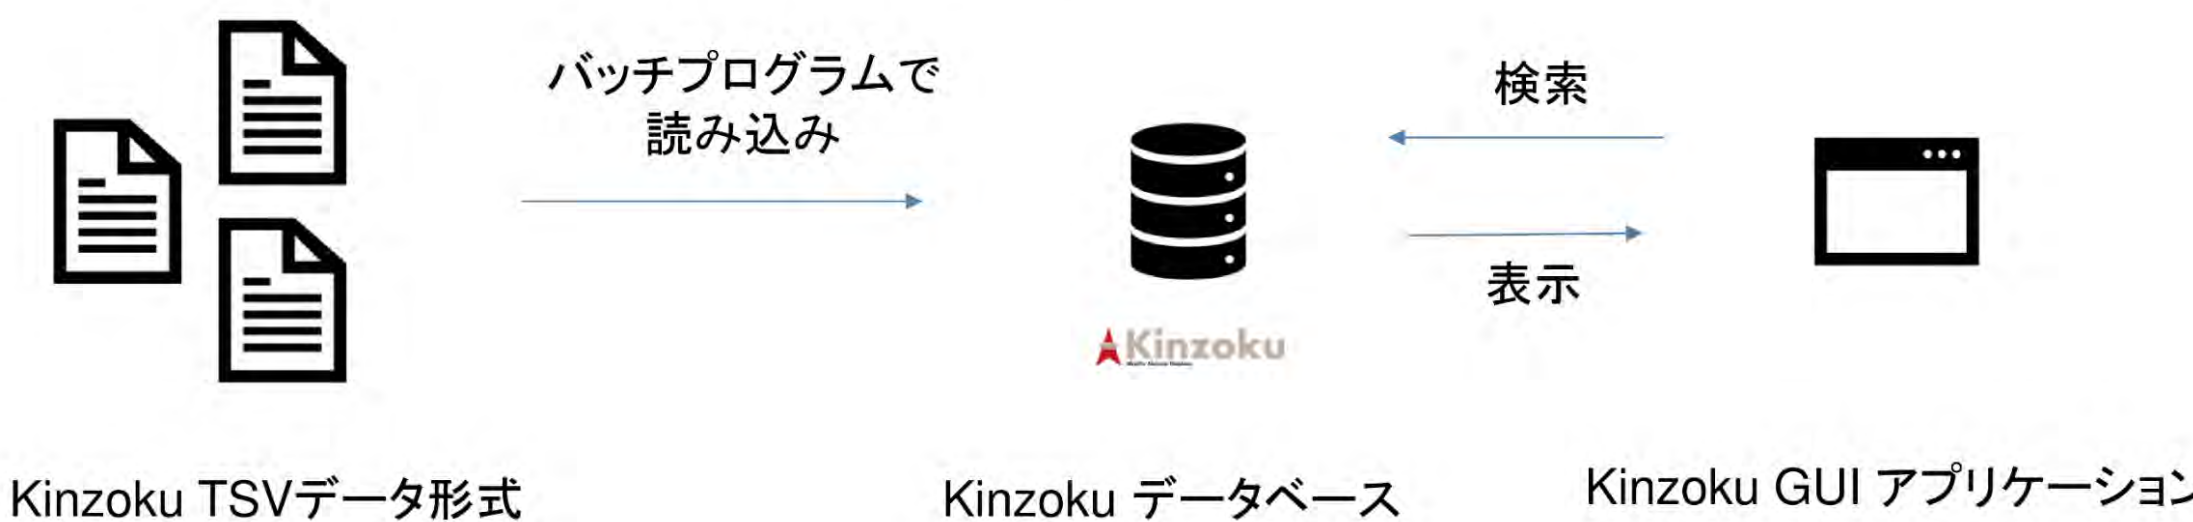 バッチプログラムで
読み込み
検索
表示
Kinzoku
Kinzoku TSVデータ形式
Kinzoku データベース
Kinzoku GUI アプリケーション